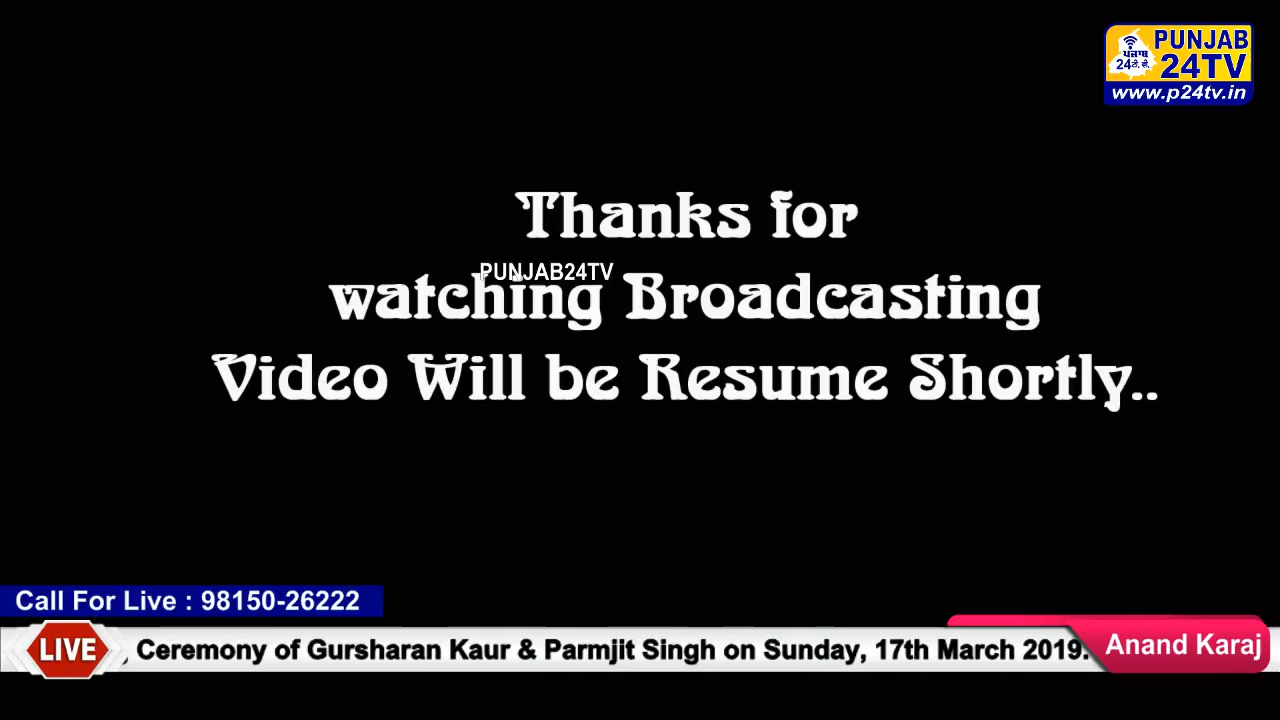 PUNJAB
ਪੰਜਾਬ
24ਟੀ.ਵੀ.
24TV
www.p24tv.in
Thanks for
PUNJAB24TV
watching Broadcasting
Video Will be Resume Shortly..
Call For Live : 98150-26222
LIVE
Ceremony of Gursharan Kaur & Parmjit Singh on Sunday, 17th March 2019.
Anand Karaj